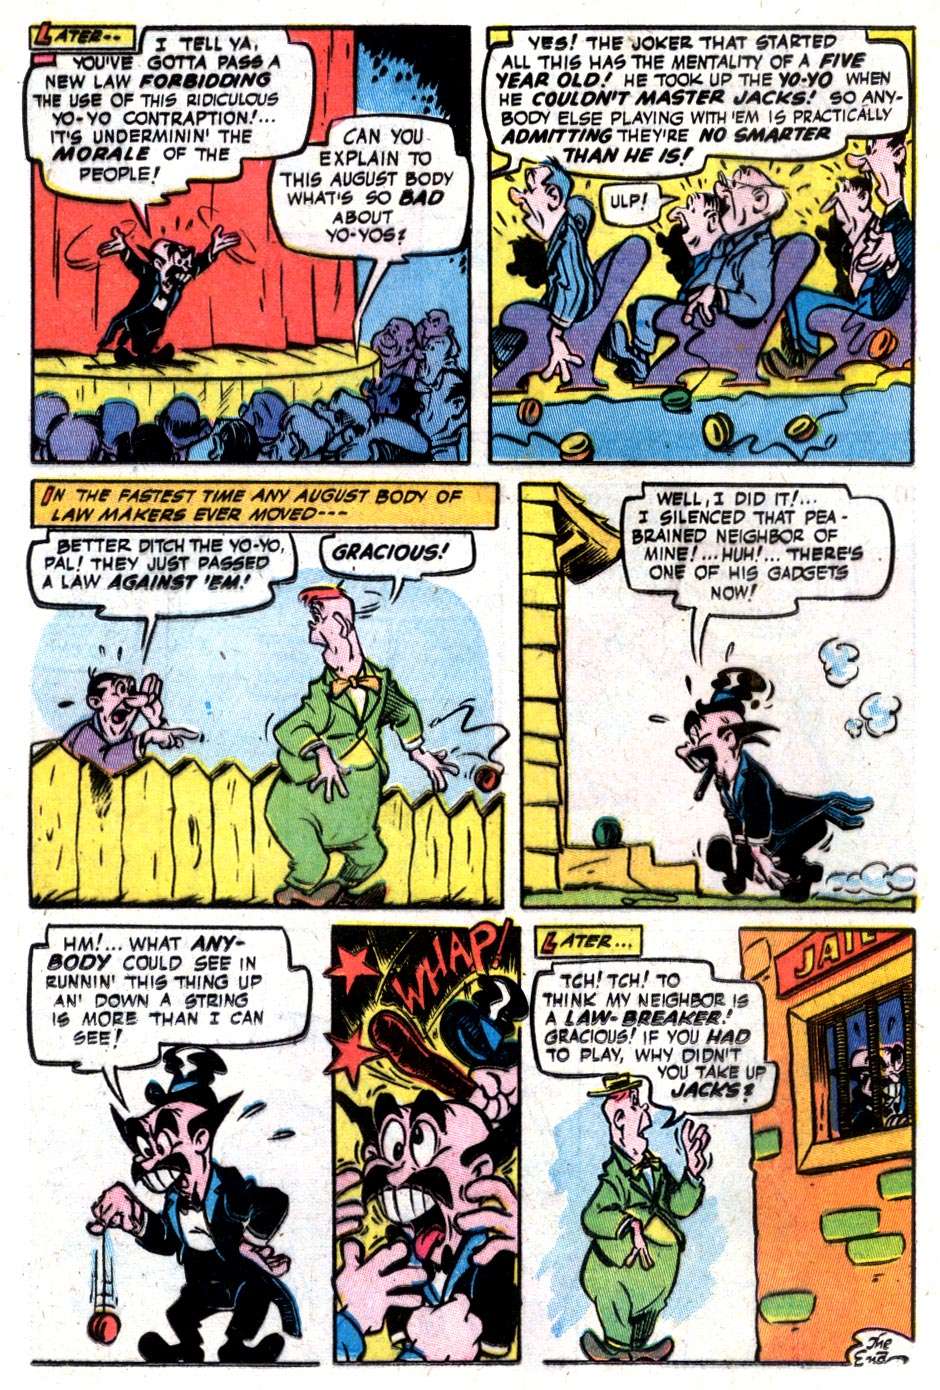 LATER--
I TELL YA,
YOU'VE GOTTA PASS A
NEW LAW FORBIDDING
THE USE OF THIS RIDICULOUS
YO-YO CONTRAPTION!...
IT'S UNDERMININ' THE
MORALE OF THE
PEOPLE!
CAN YOU
EXPLAIN TO
THIS AUGUST BODY
WHAT'S SO BAD
ABOUT
YO-YOS?
YES! THE JOKER THAT STARTED
ALL THIS HAS THE MENTALITY OF A FIVE
YEAR OLD! HE TOOK UP THE YO-YO WHEN
HE COULDN'T MASTER JACKS! SO ANY-
BODY ELSE PLAYING WITH 'EM IS PRACTICALLY
ADMITTING THEY'RE NO SMARTER
THAN HE IS!
ULP!
IN THE FASTEST TIME ANY AUGUST BODY OF
LAW MAKERS EVER MOVED---
BETTER DITCH THE YO-YO,
PAL! THEY JUST PASSED
A LAW AGAINST 'EM!
GRACIOUS!
WELL, I DID IT!...
I SILENCED THAT PEA-
BRAINED NEIGHBOR OF
MINE!...HUH!...THERE'S
ONE OF HIS GADGETS
NOW!
HM!...WHAT ANY-
BODY COULD SEE IN
RUNNIN' THIS THING UP
AN' DOWN A STRING
IS MORE THAN I CAN
SEE!
WHAP!
LATER...
TCH! TCH! TO
THINK MY NEIGHBOR IS
A LAW-BREAKER!
GRACIOUS! IF YOU HAD
TO PLAY, WHY DIDN'T
YOU TAKE UP
JACKS?
JAIL
The
End